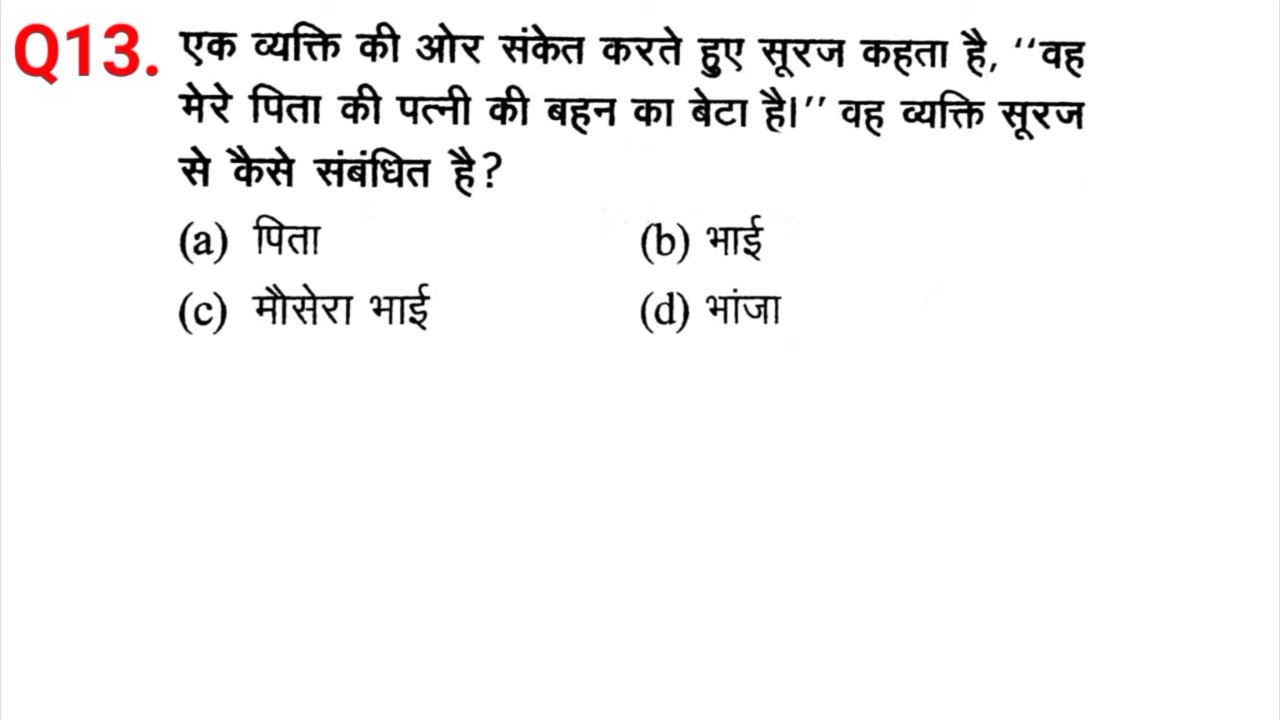 Q13. एक व्यक्ति की ओर संकेत करते हुए सूरज कहता है, ‘‘वह
मेरे पिता की पत्नी की बहन का बेटा है।’’ वह व्यक्ति सूरज
से कैसे संबंधित है?
(a) पिता (b) भाई
(c) मौसेरा भाई (d) भांजा